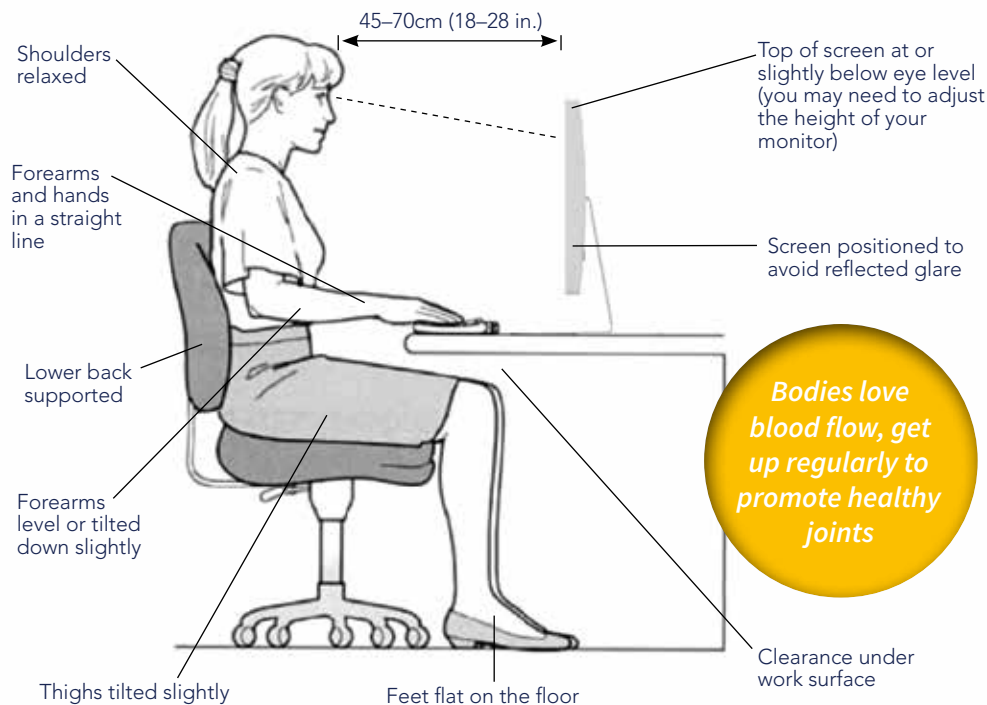 45–70cm (18–28 in.)
Shoulders
relaxed
Top of screen at or
slightly below eye level
(you may need to adjust
the height of your
monitor)
Forearms
and hands
in a straight
line
Screen positioned to
avoid reflected glare
Lower back
supported
Bodies love
blood flow, get
up regularly to
promote healthy
joints
Forearms
level or tilted
down slightly
Clearance under
work surface
Thighs tilted slightly
Feet flat on the floor